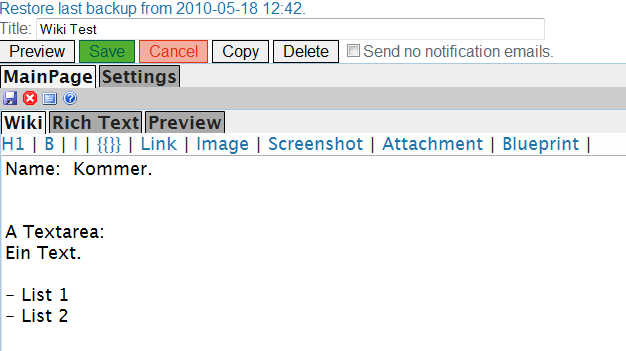 Restore last backup from 2010-05-18 12:42.
Title: Wiki Test
Preview Save Cancel Copy Delete Send no notification emails.
MainPage Settings
Wiki Rich Text Preview
H1 | B | I | {{}} | Link | Image | Screenshot | Attachment | Blueprint |
Name:  Kommer.
A Textarea:
Ein Text.
- List 1
- List 2